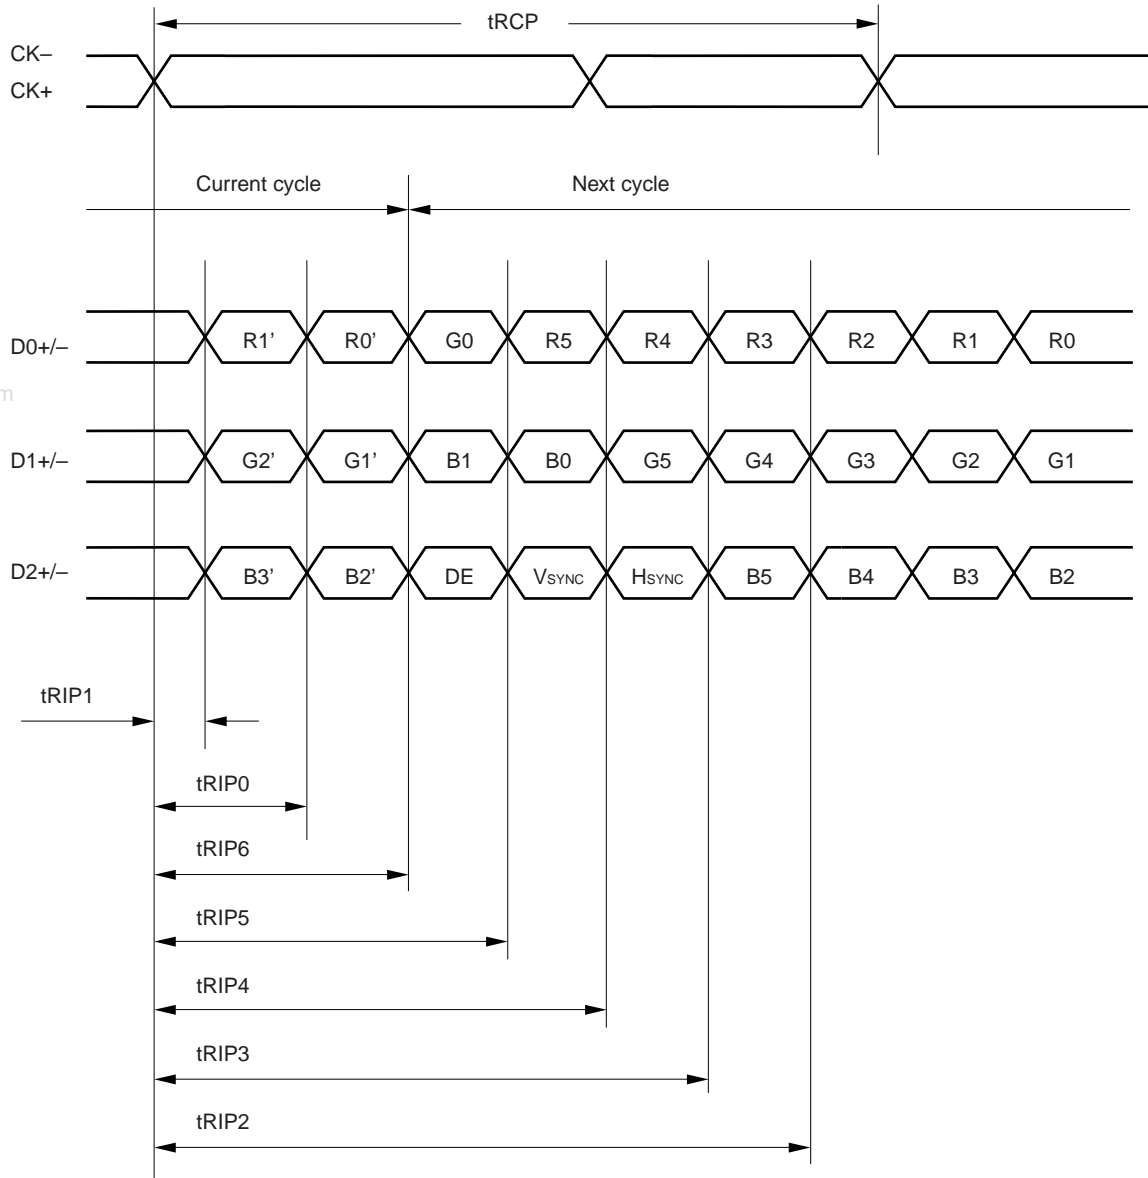 tRCP
CK–
CK+
Current cycle Next cycle
D0+/– R1’ R0’ G0 R5 R4 R3 R2 R1 R0
m
D1+/– G2’ G1’ B1 B0 G5 G4 G3 G2 G1
D2+/– B3’ B2’ DE VSYNC HSYNC B5 B4 B3 B2
tRIP1
tRIP0
tRIP6
tRIP5
tRIP4
tRIP3
tRIP2